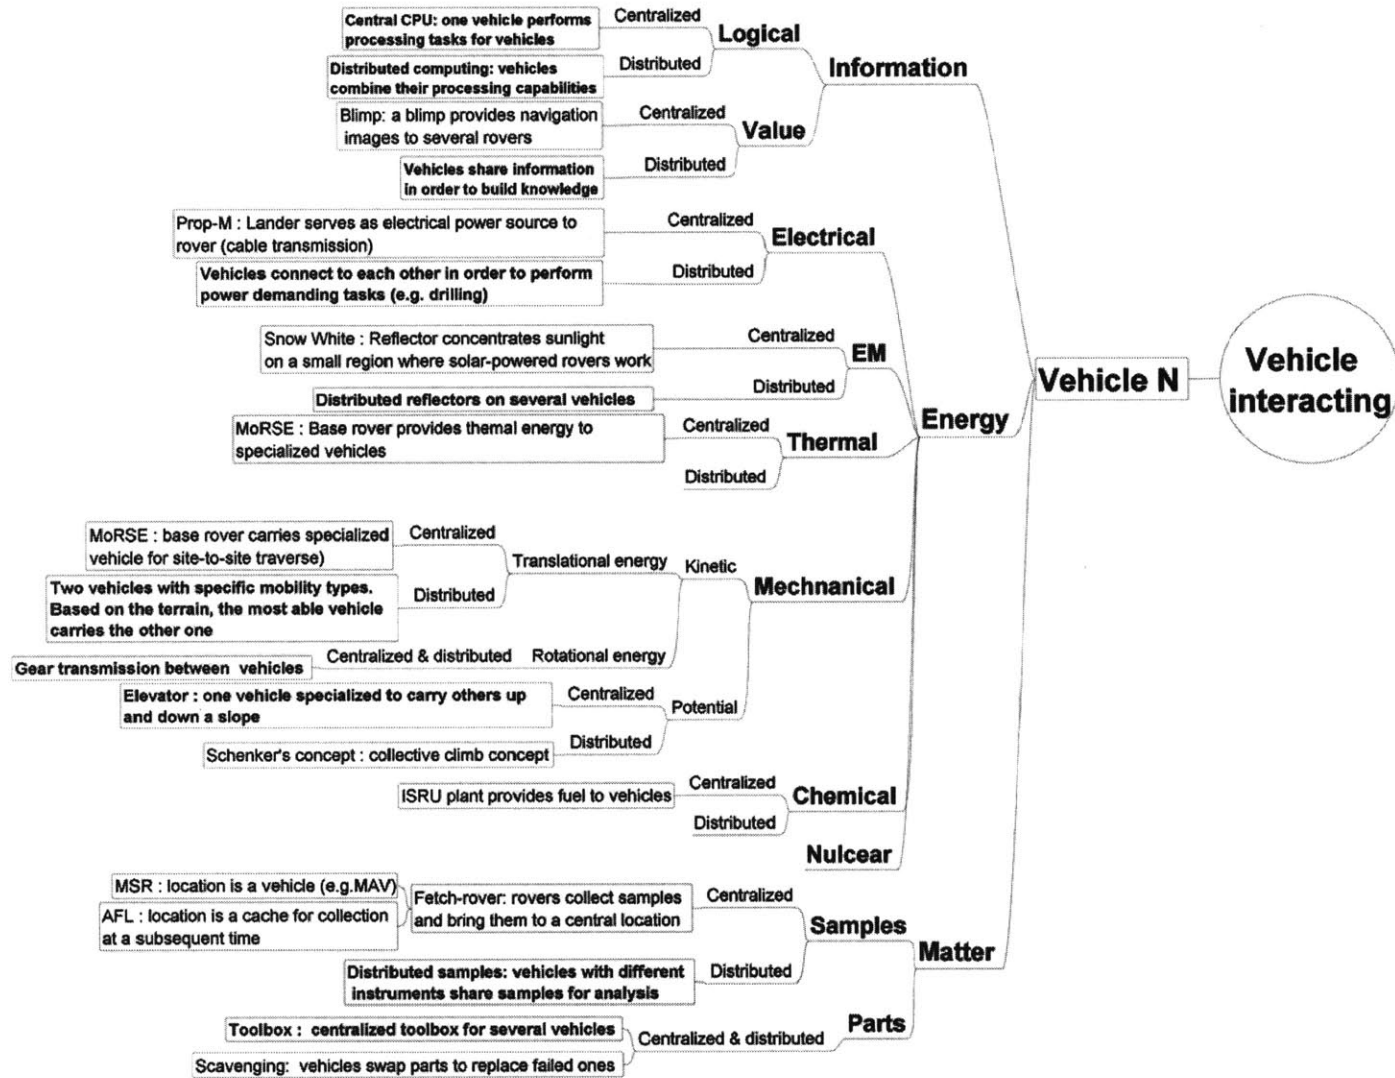 Central CPU: one vehicle performs
processing tasks for vehicles
Centralized
Logical
Distributed computing: vehicles
combine their processing capabilities
Distributed
Information
Blimp: a blimp provides navigation
images to several rovers
Centralized
Value
Vehicles share information
in order to build knowledge
Distributed
Prop-M : Lander serves as electrical power source to
rover (cable transmission)
Centralized
Electrical
Vehicles connect to each other in order to perform
power demanding tasks (e.g. drilling)
Distributed
Snow White : Reflector concentrates sunlight
on a small region where solar-powered rovers work
Centralized
EM
Distributed reflectors on several vehicles
Distributed
Vehicle N
Vehicle
interacting
MoRSE : Base rover provides themal energy to
specialized vehicles
Centralized
Thermal
Distributed
Energy
MoRSE : base rover carries specialized
vehicle for site-to-site traverse)
Centralized
Translational energy
Kinetic
Mechnanical
Two vehicles with specific mobility types.
Based on the terrain, the most able vehicle
carries the other one
Distributed
Gear transmission between vehicles
Centralized & distributed
Rotational energy
Elevator : one vehicle specialized to carry others up
and down a slope
Centralized
Potential
Schenker's concept : collective climb concept
Distributed
ISRU plant provides fuel to vehicles
Centralized
Chemical
Distributed
Nulcear
MSR : location is a vehicle (e.g.MAV)
AFL : location is a cache for collection
at a subsequent time
Fetch-rover: rovers collect samples
and bring them to a central location
Centralized
Samples
Distributed samples: vehicles with different
instruments share samples for analysis
Distributed
Matter
Toolbox : centralized toolbox for several vehicles
Scavenging: vehicles swap parts to replace failed ones
Centralized & distributed
Parts